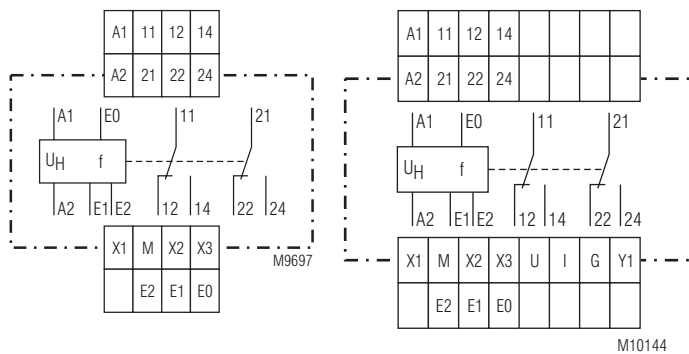 A1 11 12 14
A2 21 22 24
A1 E0 11 21
UH f
A2 E1 E2 12 14 22 24
X1 M X2 X3
M9697
E2 E1 E0
A1 11 12 14
A2 21 22 24
A1 E0 11 21
UH f
A2 E1 E2 12 14 22 24
X1 M X2 X3 U I G Y1
E2 E1 E0
M10144